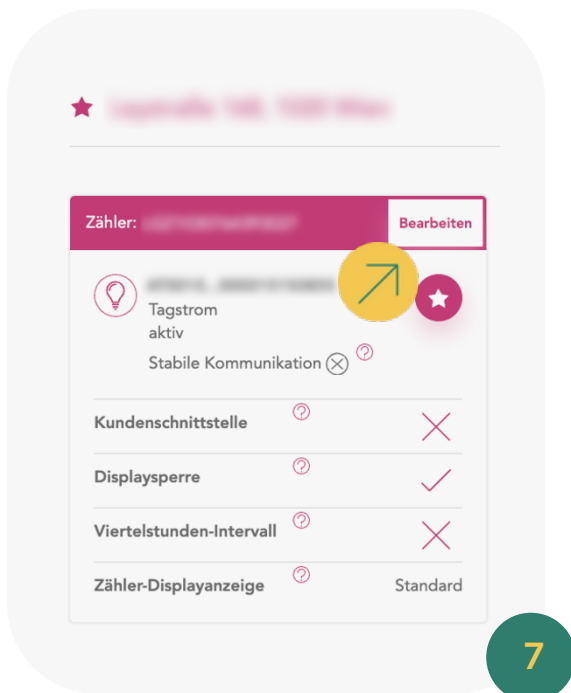 Zähler:
Bearbeiten
Tagstrom
aktiv
Stabile Kommunikation ?
Kundenschnittstelle ?
Displaysperre ?
Viertelstunden-Intervall ?
Zähler-Displayanzeige ? Standard
7